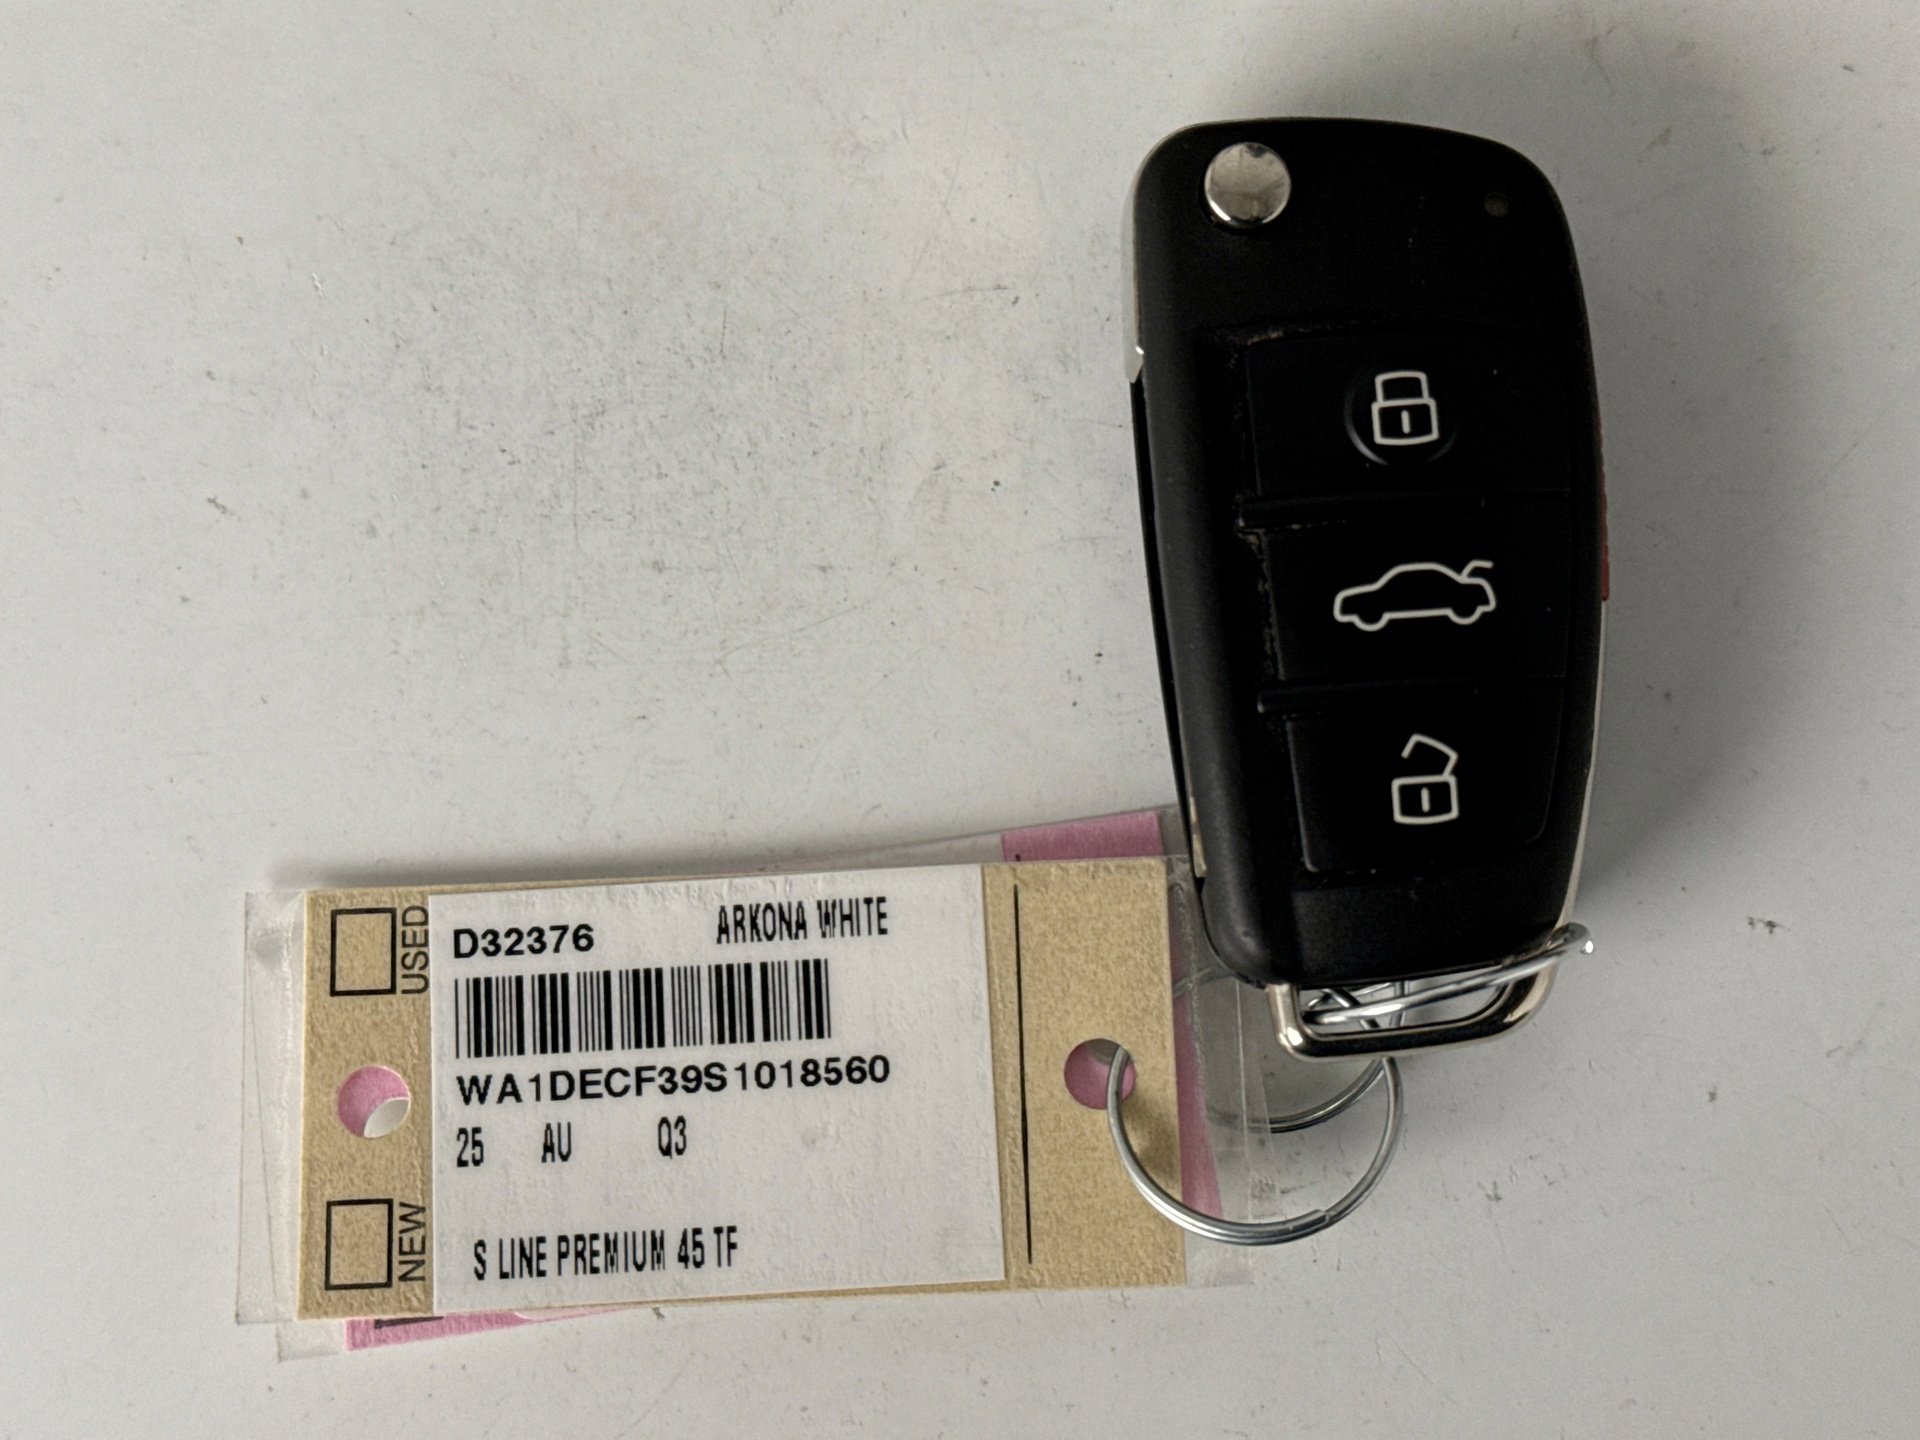 USED
D32376 ARKONA WHITE
WA1DECF39S1018560
25 AU Q3
NEW
S LINE PREMIUM 45 TF